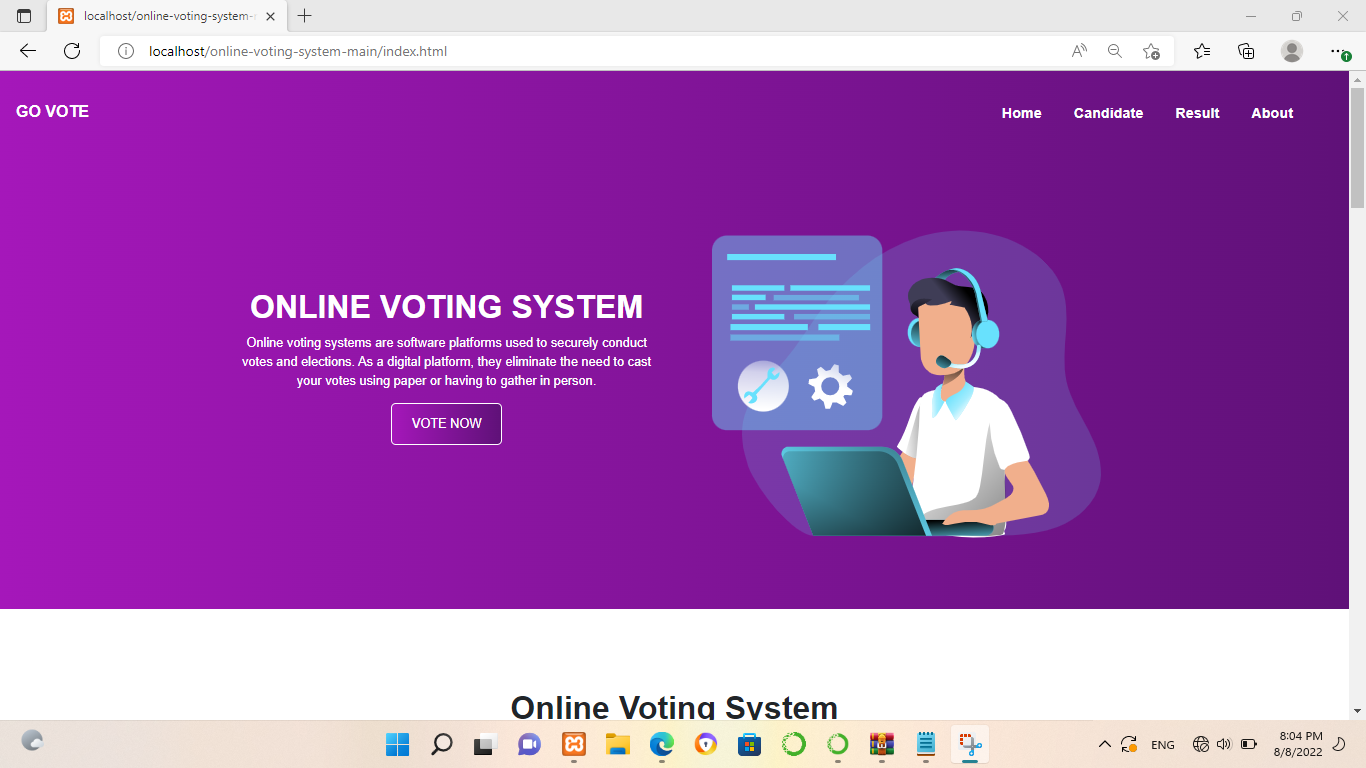 localhost/online-voting-system-
localhost/online-voting-system-main/index.html
GO VOTE
Home
Candidate
Result
About
ONLINE VOTING SYSTEM
Online voting systems are software platforms used to securely conduct
votes and elections. As a digital platform, they eliminate the need to cast
your votes using paper or having to gather in person.
VOTE NOW
Online Voting System
ENG
8:04 PM
8/8/2022